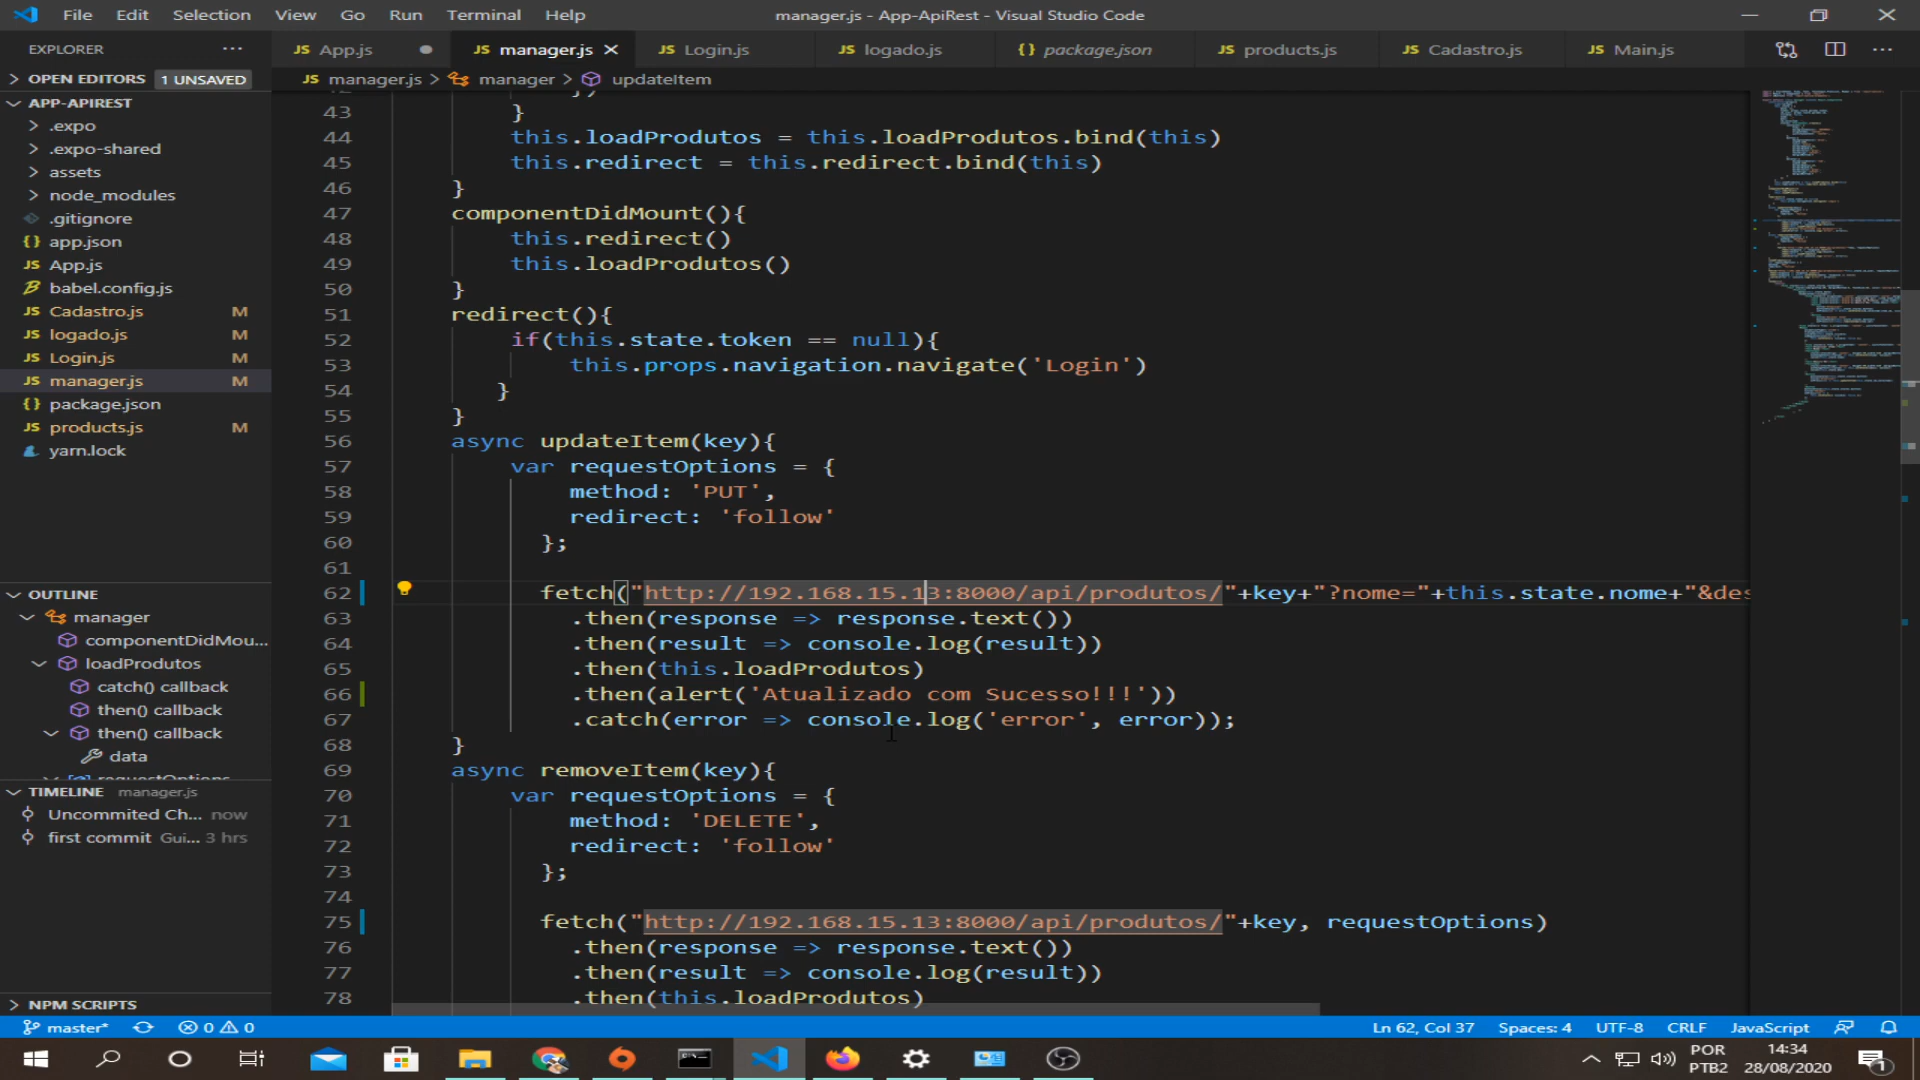 File Edit Selection View Go Run Terminal Help
manager.js - App-ApiRest - Visual Studio Code
EXPLORER ...
JS App.js
JS manager.js
JS Login.js
JS logado.js
{ } package.json
JS products.js
JS Cadastro.js
JS Main.js
OPEN EDITORS 1 UNSAVED
JS manager.js > manager > updateItem
APP-APIREST
.expo
.expo-shared
assets
node_modules
.gitignore
{ } app.json
JS App.js
babel.config.js
JS Cadastro.js M
JS logado.js M
JS Login.js M
JS manager.js M
{ } package.json
JS products.js M
yarn.lock
OUTLINE
manager
componentDidMou...
loadProdutos
catch() callback
then() callback
then() callback
data
requestOptions
TIMELINE manager.js
Uncommited Ch... now
first commit Gui... 3 hrs
NPM SCRIPTS
43 }
44 this.loadProdutos = this.loadProdutos.bind(this)
45 this.redirect = this.redirect.bind(this)
46 }
47 componentDidMount(){
48 this.redirect()
49 this.loadProdutos()
50 }
51 redirect(){
52 if(this.state.token == null){
53 this.props.navigation.navigate('Login')
54 }
55 }
56 async updateItem(key){
57 var requestOptions = {
58 method: 'PUT',
59 redirect: 'follow'
60 };
61
62 fetch("http://192.168.15.13:8000/api/produtos/"+key+"?nome="+this.state.nome+"&des
63 .then(response => response.text())
64 .then(result => console.log(result))
65 .then(this.loadProdutos)
66 .then(alert('Atualizado com Sucesso!!!'))
67 .catch(error => console.log('error', error));
68 }
69 async removeItem(key){
70 var requestOptions = {
71 method: 'DELETE',
72 redirect: 'follow'
73 };
74
75 fetch("http://192.168.15.13:8000/api/produtos/"+key, requestOptions)
76 .then(response => response.text())
77 .then(result => console.log(result))
78 .then(this.loadProdutos)
master* 0 0
Ln 62, Col 37 Spaces: 4 UTF-8 CRLF JavaScript
POR
PTB2
14:34
28/08/2020
1